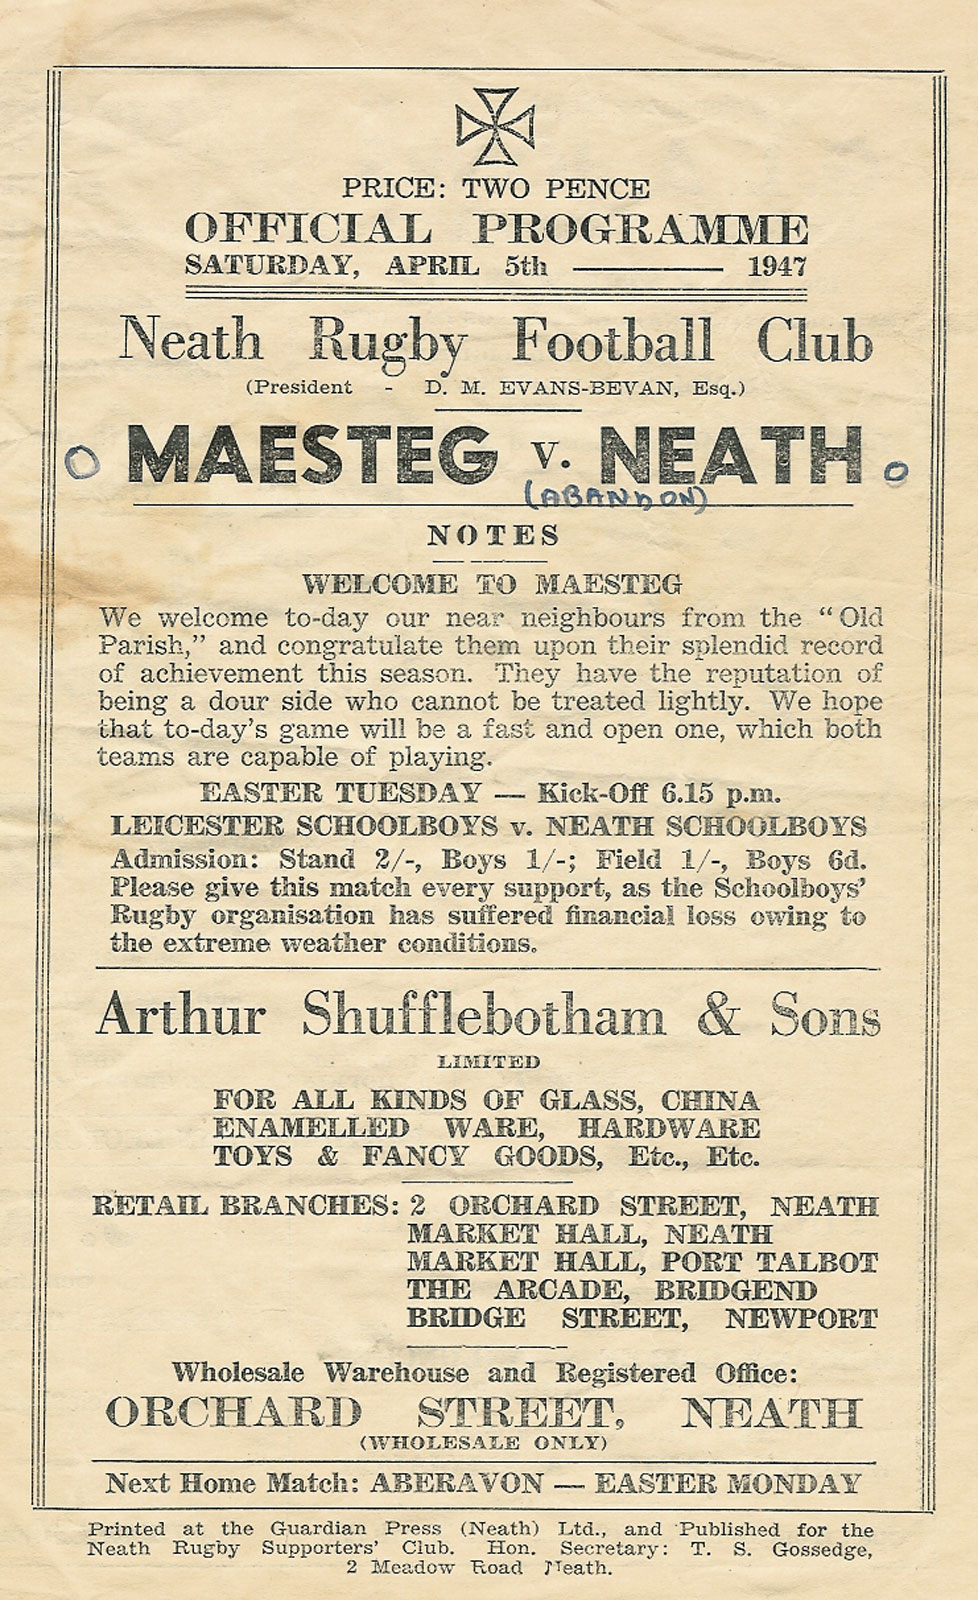 PRICE: TWO PENCE
OFFICIAL PROGRAMME
SATURDAY, APRIL 5th ——— 1947
Neath Rugby Football Club
(President - D. M. EVANS-BEVAN, Esq.)
O MAESTEG v. NEATH O
(ABANDON)
NOTES
WELCOME TO MAESTEG
We welcome to-day our near neighbours from the "Old
Parish," and congratulate them upon their splendid record
of achievement this season. They have the reputation of
being a dour side who cannot be treated lightly. We hope
that to-day's game will be a fast and open one, which both
teams are capable of playing.
EASTER TUESDAY — Kick-Off 6.15 p.m.
LEICESTER SCHOOLBOYS v. NEATH SCHOOLBOYS
Admission: Stand 2/-, Boys 1/-; Field 1/-, Boys 6d.
Please give this match every support, as the Schoolboys'
Rugby organisation has suffered financial loss owing to
the extreme weather conditions.
Arthur Shufflebotham & Sons
LIMITED
FOR ALL KINDS OF GLASS, CHINA
ENAMELLED WARE, HARDWARE
TOYS & FANCY GOODS, Etc., Etc.
RETAIL BRANCHES: 2 ORCHARD STREET, NEATH
MARKET HALL, NEATH
MARKET HALL, PORT TALBOT
THE ARCADE, BRIDGEND
BRIDGE STREET, NEWPORT
Wholesale Warehouse and Registered Office:
ORCHARD STREET, NEATH
(WHOLESALE ONLY)
Next Home Match: ABERAVON — EASTER MONDAY
Printed at the Guardian Press (Neath) Ltd., and Published for the
Neath Rugby Supporters' Club. Hon. Secretary: T. S. Gossedge,
2 Meadow Road Neath.